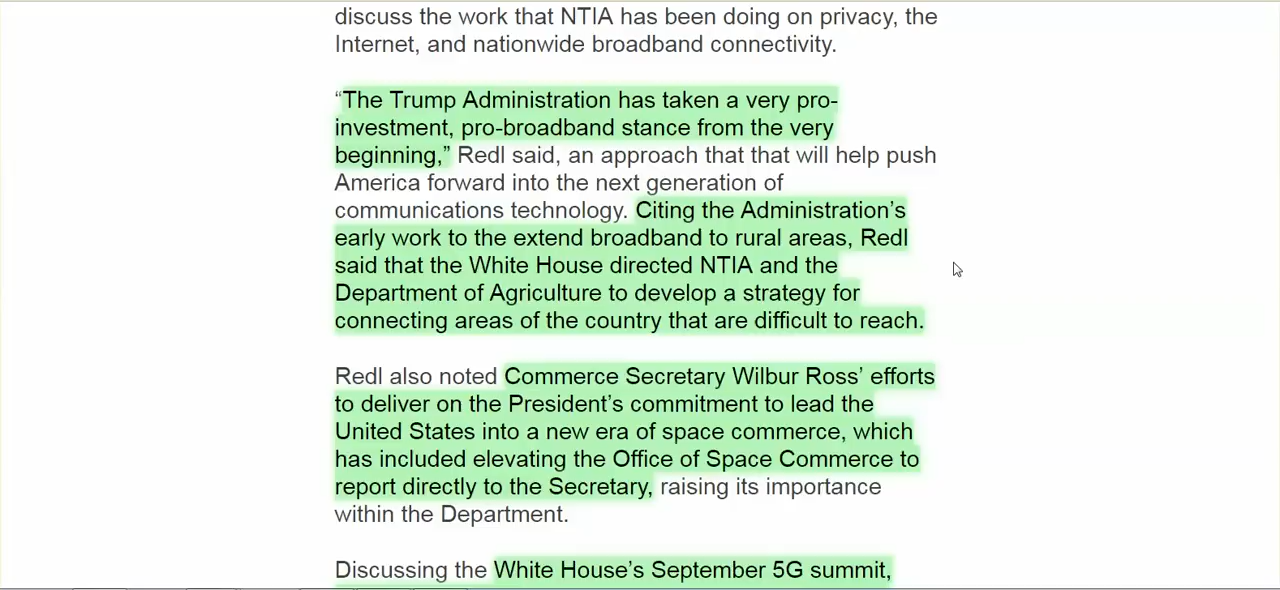 discuss the work that NTIA has been doing on privacy, the
Internet, and nationwide broadband connectivity.
“The Trump Administration has taken a very pro-
investment, pro-broadband stance from the very
beginning,” Redl said, an approach that that will help push
America forward into the next generation of
communications technology. Citing the Administration’s
early work to the extend broadband to rural areas, Redl
said that the White House directed NTIA and the
Department of Agriculture to develop a strategy for
connecting areas of the country that are difficult to reach.
Redl also noted Commerce Secretary Wilbur Ross’ efforts
to deliver on the President’s commitment to lead the
United States into a new era of space commerce, which
has included elevating the Office of Space Commerce to
report directly to the Secretary, raising its importance
within the Department.
Discussing the White House’s September 5G summit,